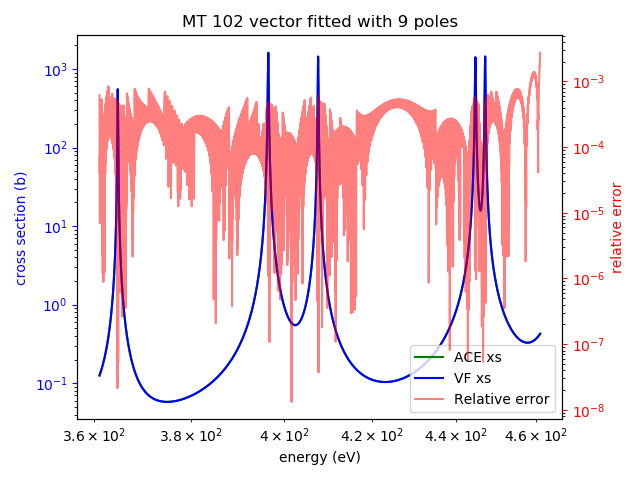 MT 102 vector fitted with 9 poles
10³
10²
10¹
10⁰
10⁻¹
cross section (b)
10⁻³
10⁻⁴
10⁻⁵
10⁻⁶
10⁻⁷
10⁻⁸
relative error
ACE xs
VF xs
Relative error
3.6 × 10² 3.8 × 10² 4 × 10² 4.2 × 10² 4.4 × 10² 4.6 × 10²
energy (eV)